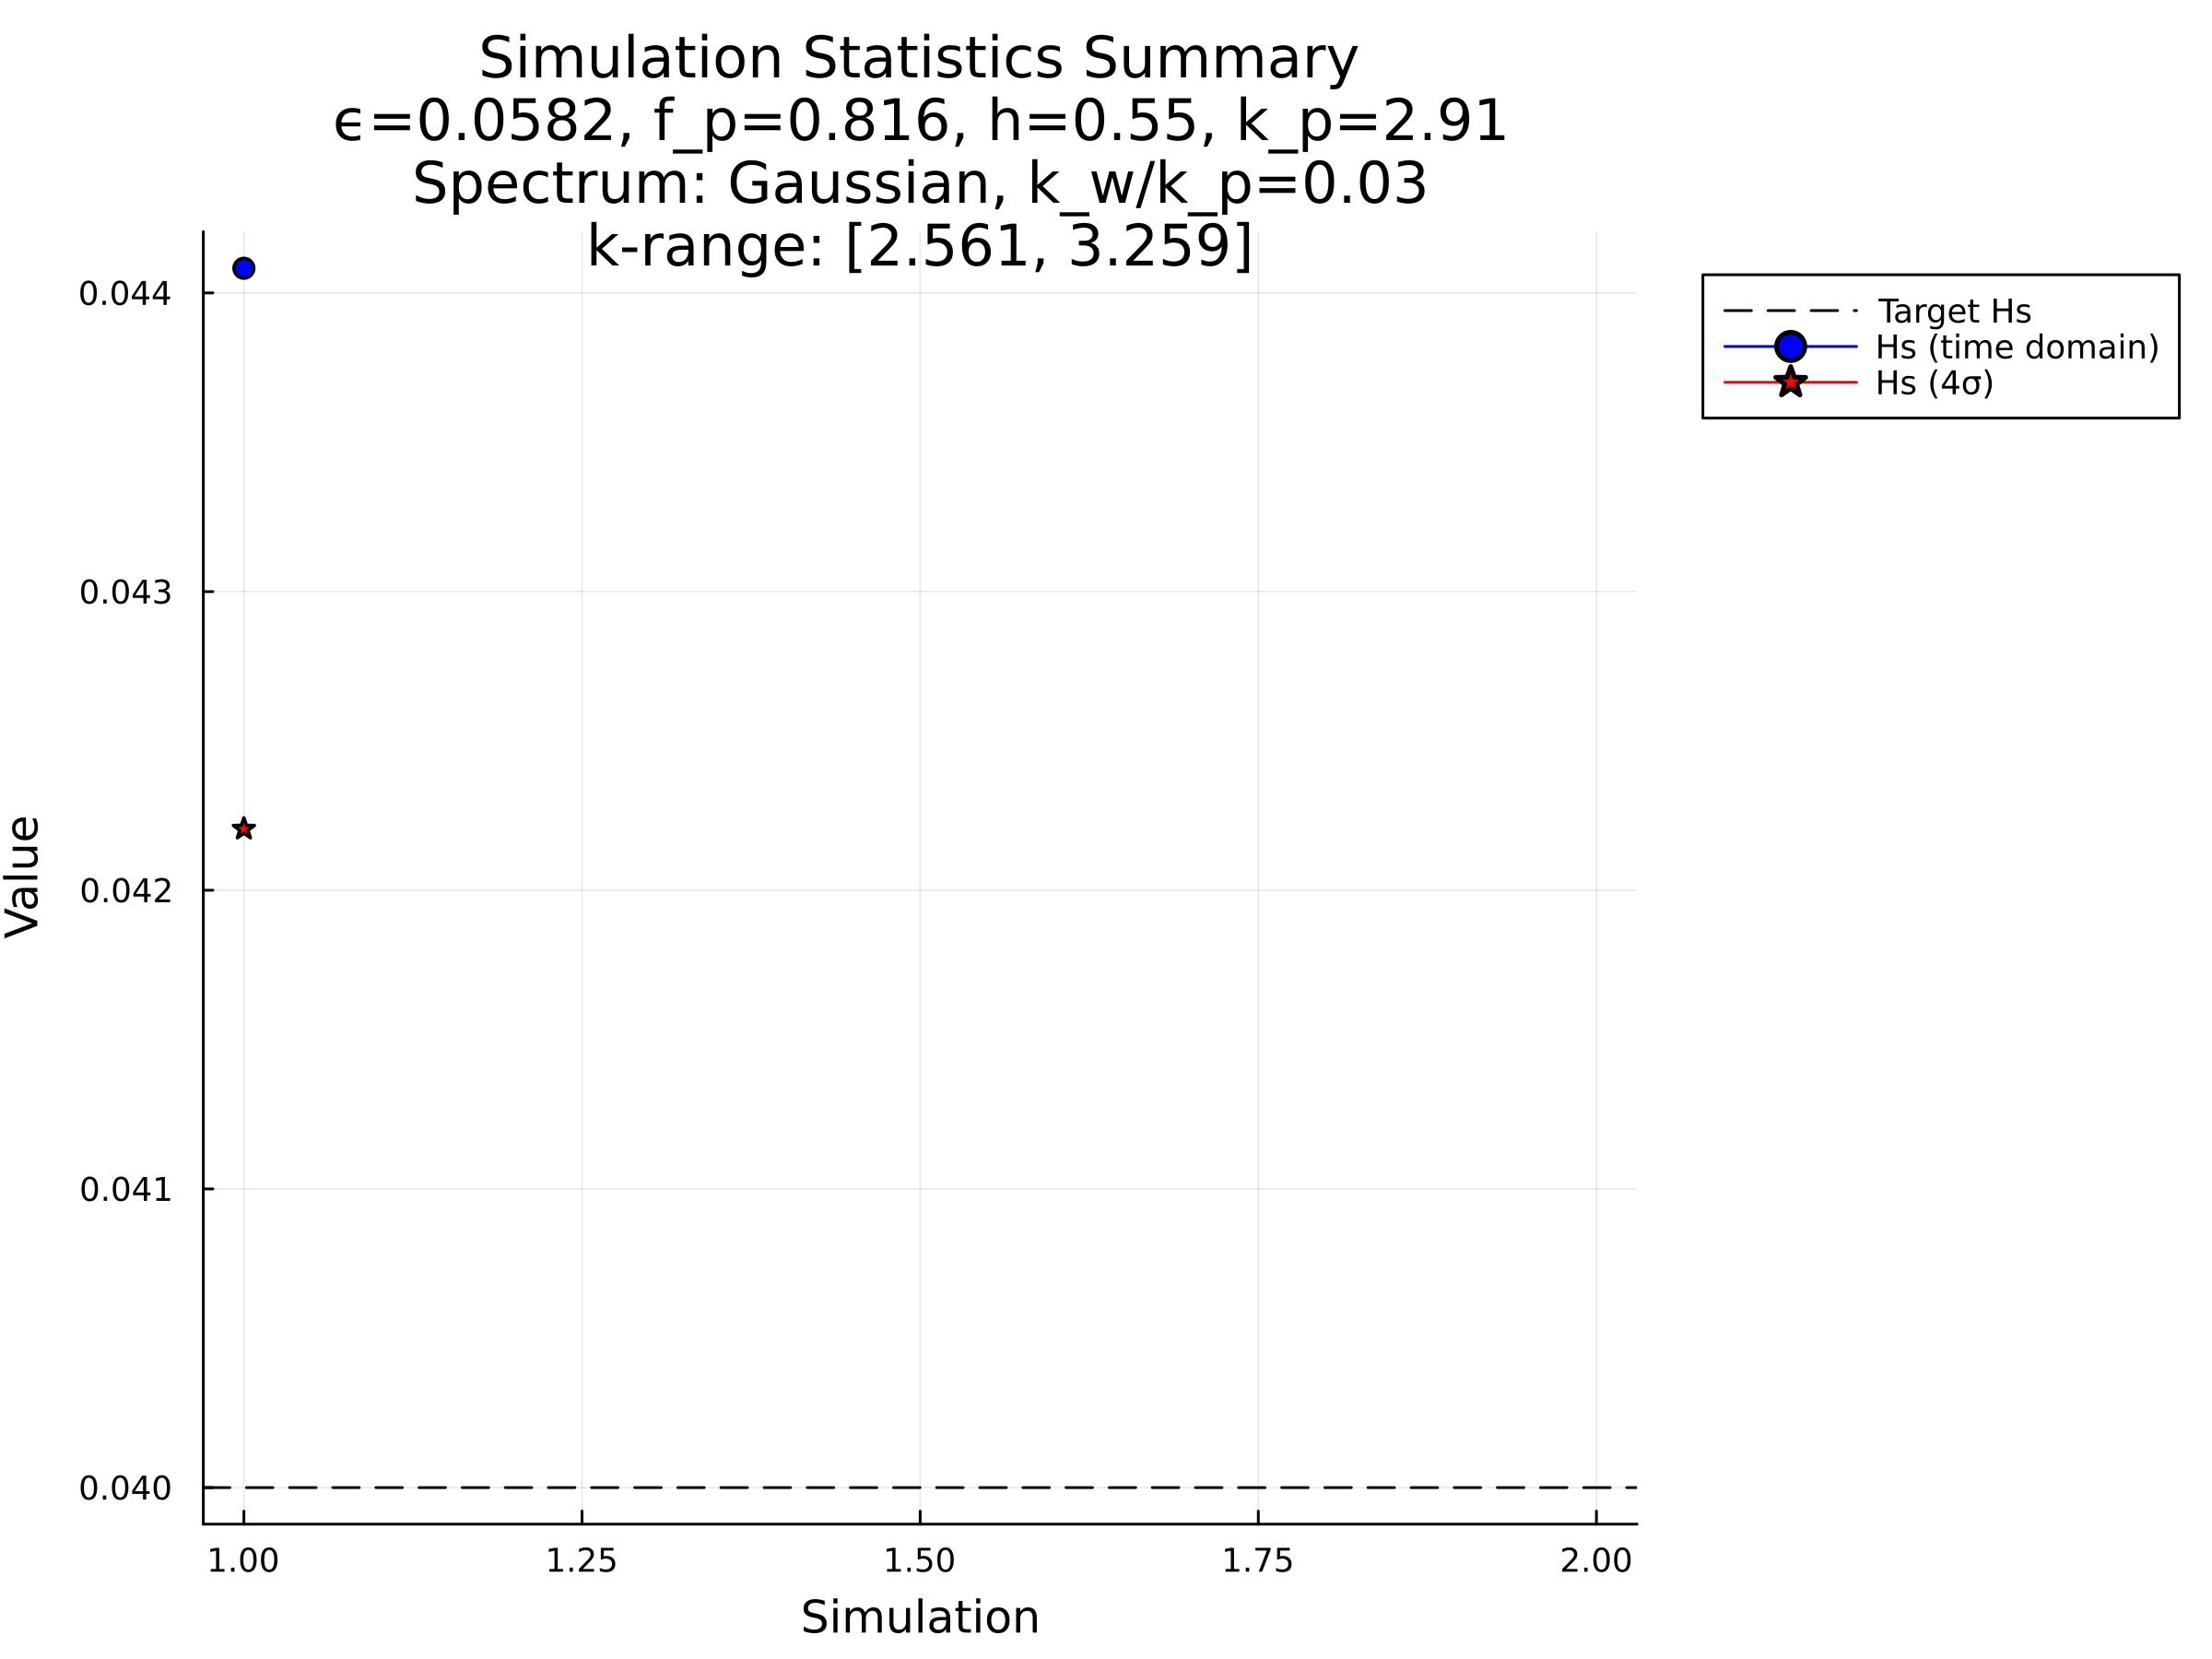 Simulation Statistics Summary
ϵ=0.0582, f_p=0.816, h=0.55, k_p=2.91
Spectrum: Gaussian, k_w/k_p=0.03
k-range: [2.561, 3.259]
Target Hs
Hs (time domain)
Hs (4σ)
0.044
0.043
0.042
0.041
0.040
Value
1.00 1.25 1.50 1.75 2.00
Simulation